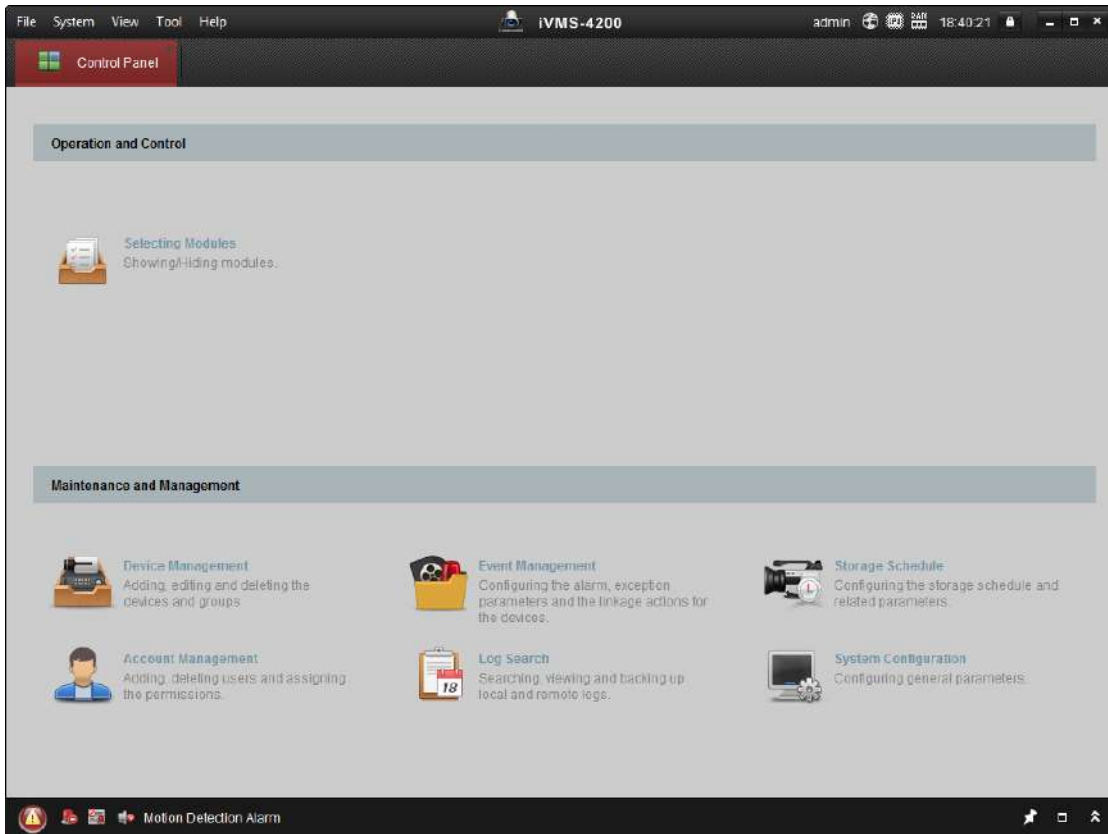 File System View Tool Help iVMS-4200 admin 18:40:21
Control Panel
Operation and Control
Selecting Modules
Showing/Hiding modules.
Maintenance and Management
Device Management
Adding, editing and deleting the
devices and groups
Event Management
Configuring the alarm, exception
parameters and the linkage actions for
the devices.
Storage Schedule
Configuring the storage schedule and
related parameters.
Account Management
Adding, deleting users and assigning
the permissions.
Log Search
Searching, viewing and backing up
local and remote logs.
18
System Configuration
Configuring general parameters.
Motion Detection Alarm